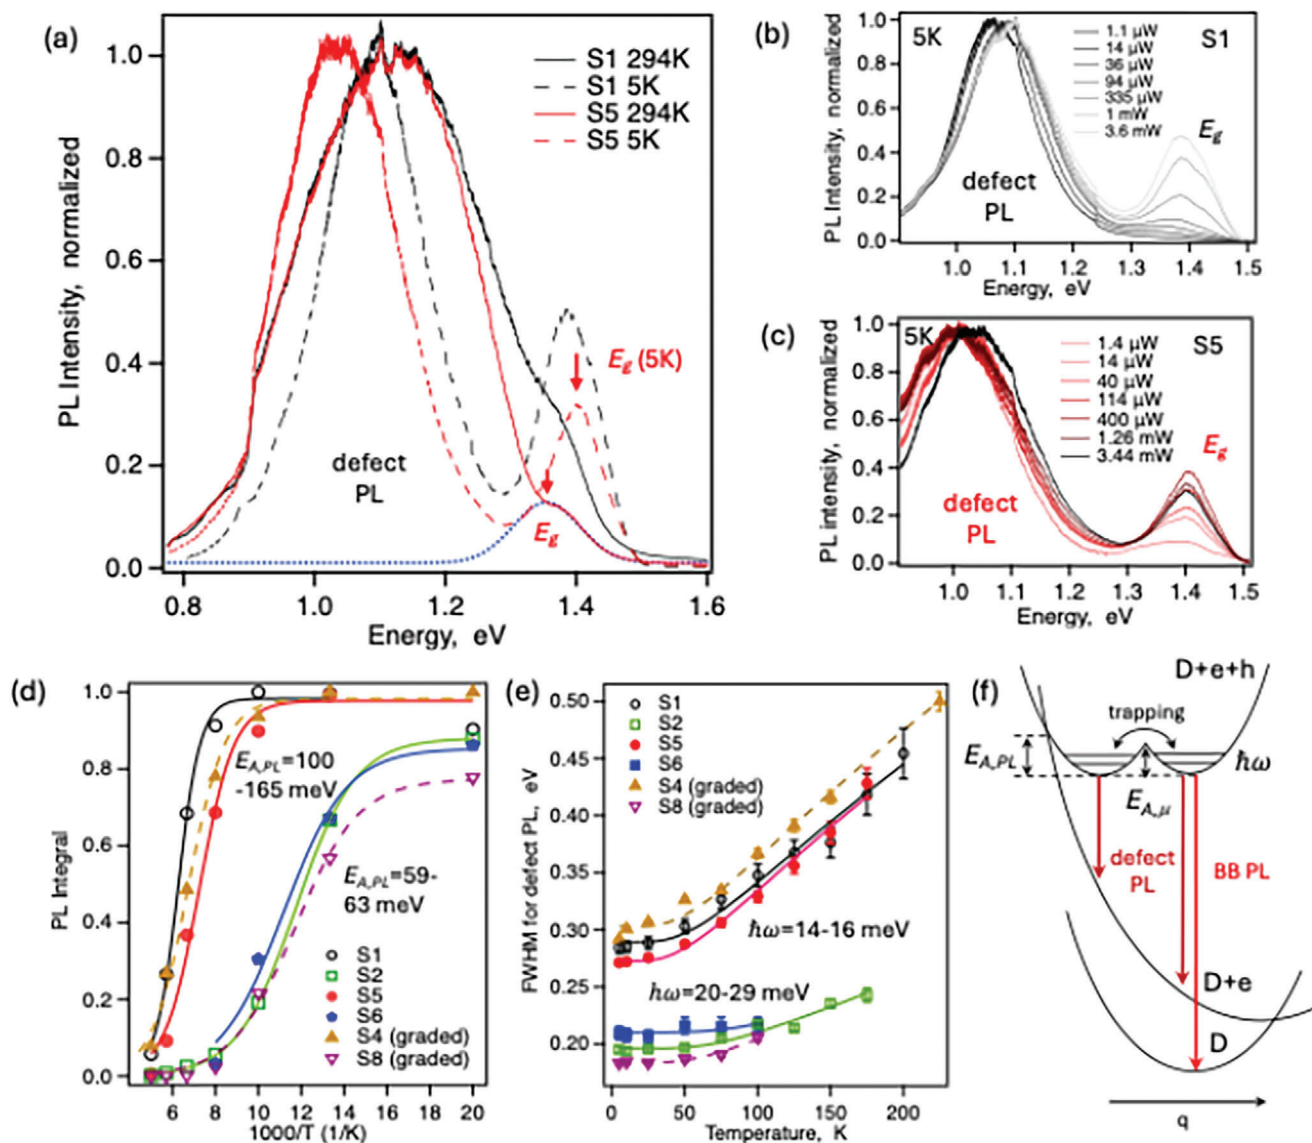 (a)
PL Intensity, normalized
1.0
0.8
0.6
0.4
0.2
0.0
S1 294K
S1 5K
S5 294K
S5 5K
Eg (5K)
defect
PL
Eg
0.8
1.0
1.2
1.4
1.6
Energy, eV
(b)
PL Intensity, normalized
1.0
0.8
0.6
0.4
0.2
0.0
5K
S1
1.1 µW
14 µW
36 µW
94 µW
335 µW
1 mW
3.6 mW
Eg
defect
PL
1.0
1.1
1.2
1.3
1.4
1.5
Energy, eV
(c)
PL intensity, normalized
1.0
0.8
0.6
0.4
0.2
0.0
5K
S5
1.4 µW
14 µW
40 µW
114 µW
400 µW
1.26 mW
3.44 mW
Eg
defect
PL
1.0
1.1
1.2
1.3
1.4
1.5
Energy, eV
(d)
PL Integral
1.0
0.8
0.6
0.4
0.2
0.0
EA,PL=100
-165 meV
EA,PL=59-
63 meV
S1
S2
S5
S6
S4 (graded)
S8 (graded)
6
8
10
12
14
16
18
20
1000/T (1/K)
(e)
FWHM for defect PL, eV
0.50
0.45
0.40
0.35
0.30
0.25
0.20
S1
S2
S5
S6
S4 (graded)
S8 (graded)
ħω=14-16 meV
ħω=20-29 meV
0
50
100
150
200
Temperature, K
(f)
D+e+h
trapping
EA,PL
ħω
EA,μ
defect
PL
BB PL
D+e
D
q